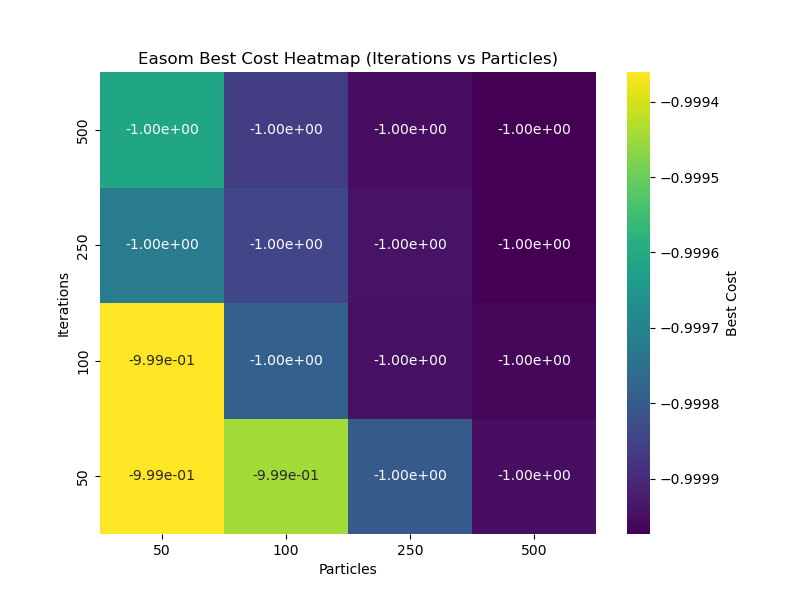 Easom Best Cost Heatmap (Iterations vs Particles)
500
-1.00e+00 -1.00e+00 -1.00e+00 -1.00e+00
250
-1.00e+00 -1.00e+00 -1.00e+00 -1.00e+00
100
-9.99e-01 -1.00e+00 -1.00e+00 -1.00e+00
50
-9.99e-01 -9.99e-01 -1.00e+00 -1.00e+00
Iterations
50 100 250 500
Particles
−0.9994
−0.9995
−0.9996
−0.9997
−0.9998
−0.9999
Best Cost